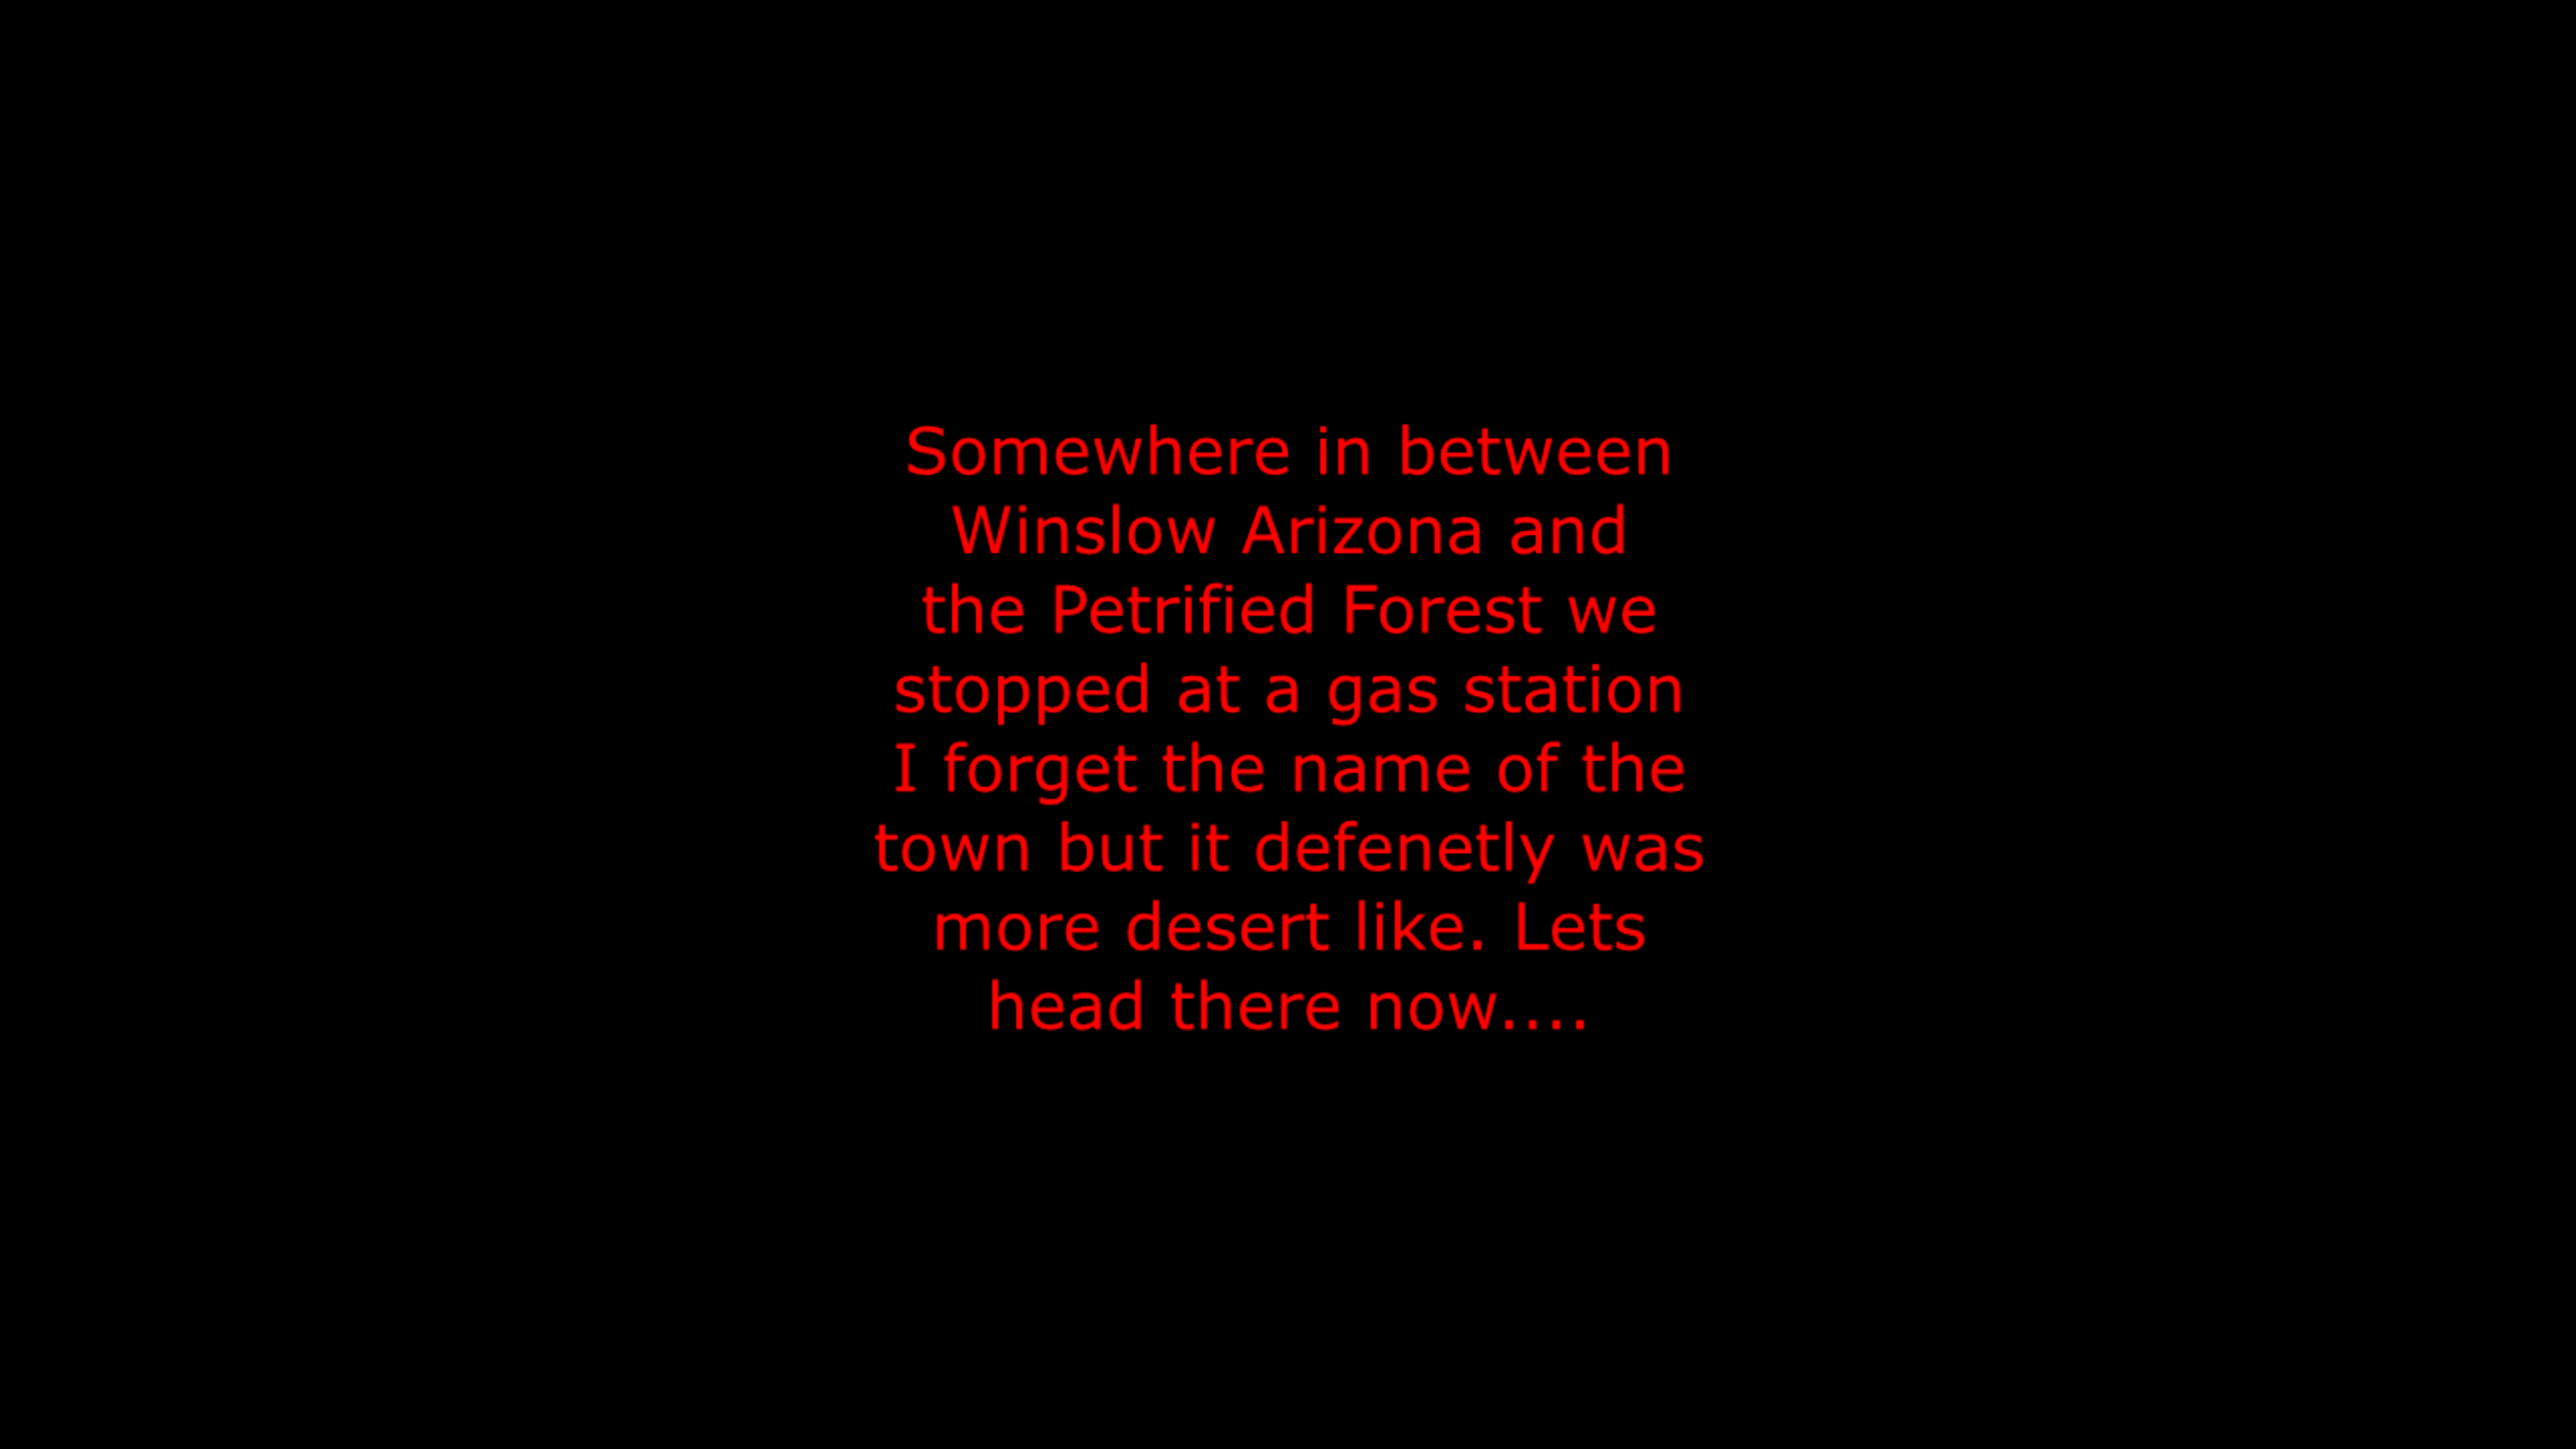 Somewhere in between
Winslow Arizona and
the Petrified Forest we
stopped at a gas station
I forget the name of the
town but it defenetly was
more desert like. Lets
head there now....